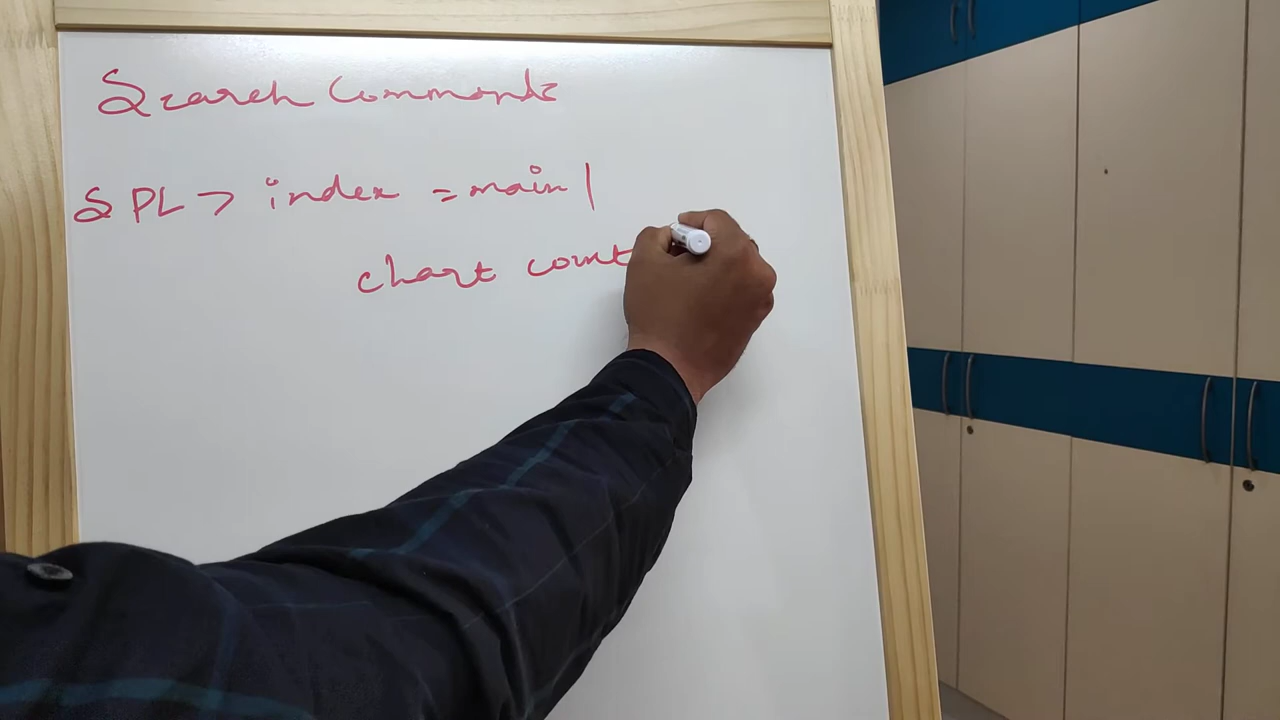 Search Commands
SPL > index = main |
chart count